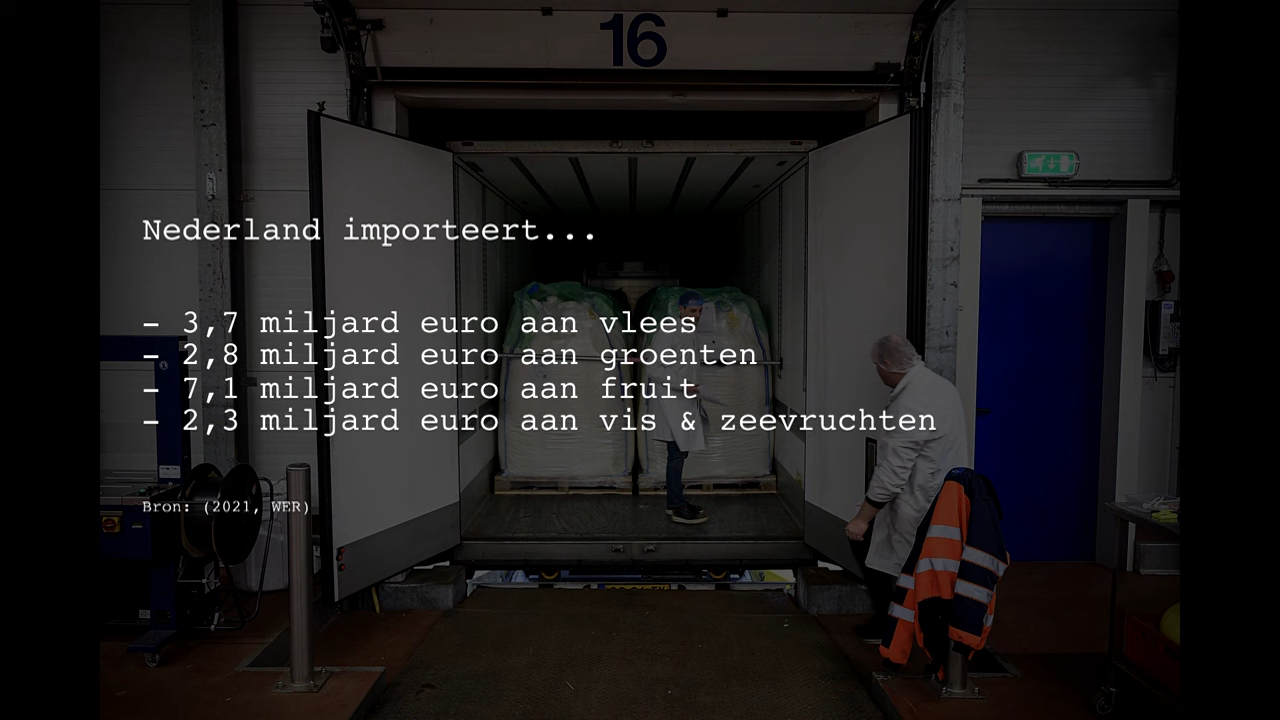 16
Nederland importeert...
- 3,7 miljard euro aan vlees
- 2,8 miljard euro aan groenten
- 7,1 miljard euro aan fruit
- 2,3 miljard euro aan vis & zeevruchten
Bron: (2021, WER)